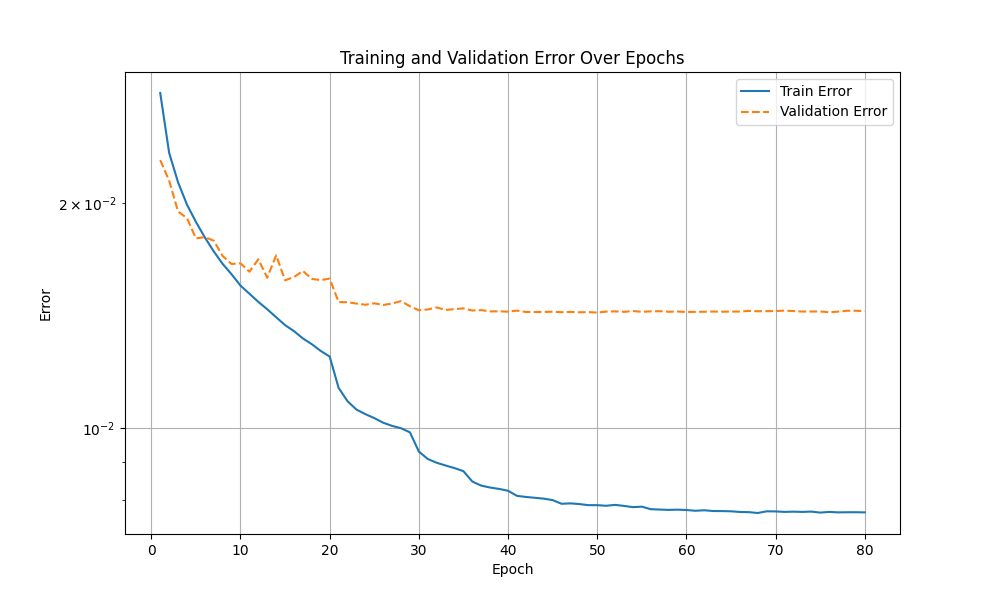 Training and Validation Error Over Epochs
Train Error
Validation Error
2 × 10⁻²
10⁻²
Error
0 10 20 30 40 50 60 70 80
Epoch